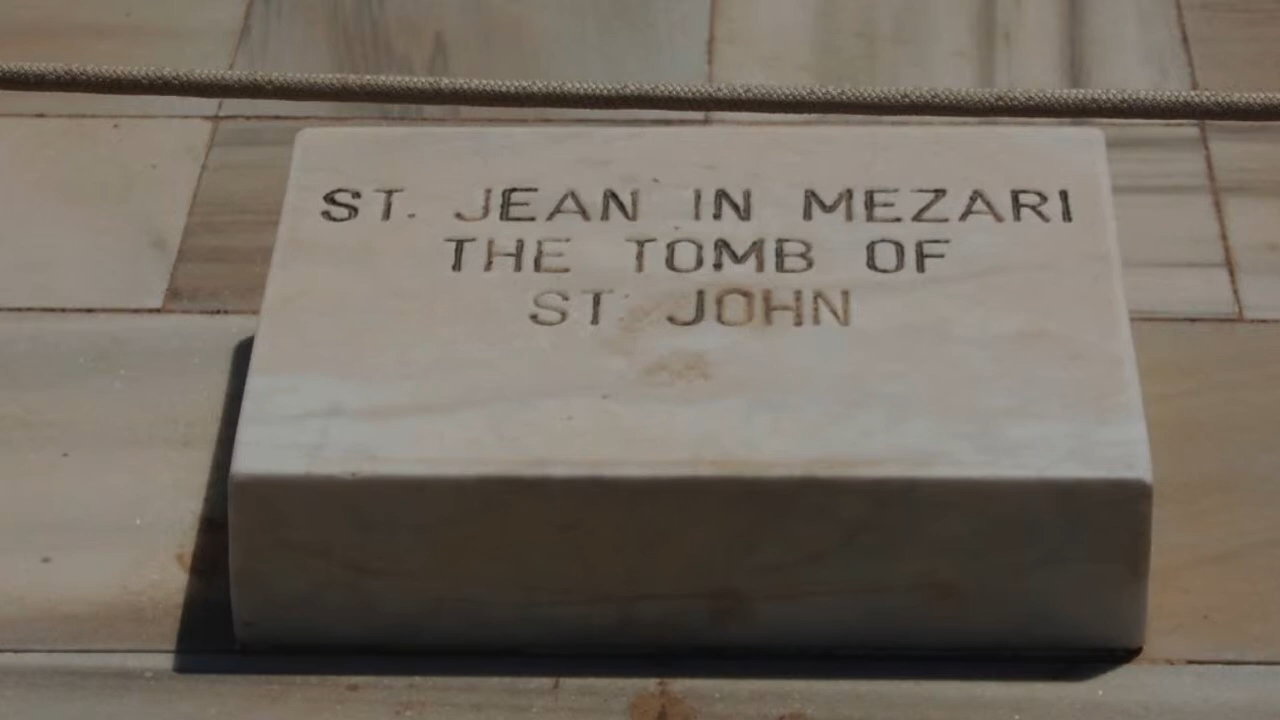 ST. JEAN IN MEZARI
THE TOMB OF
ST. JOHN